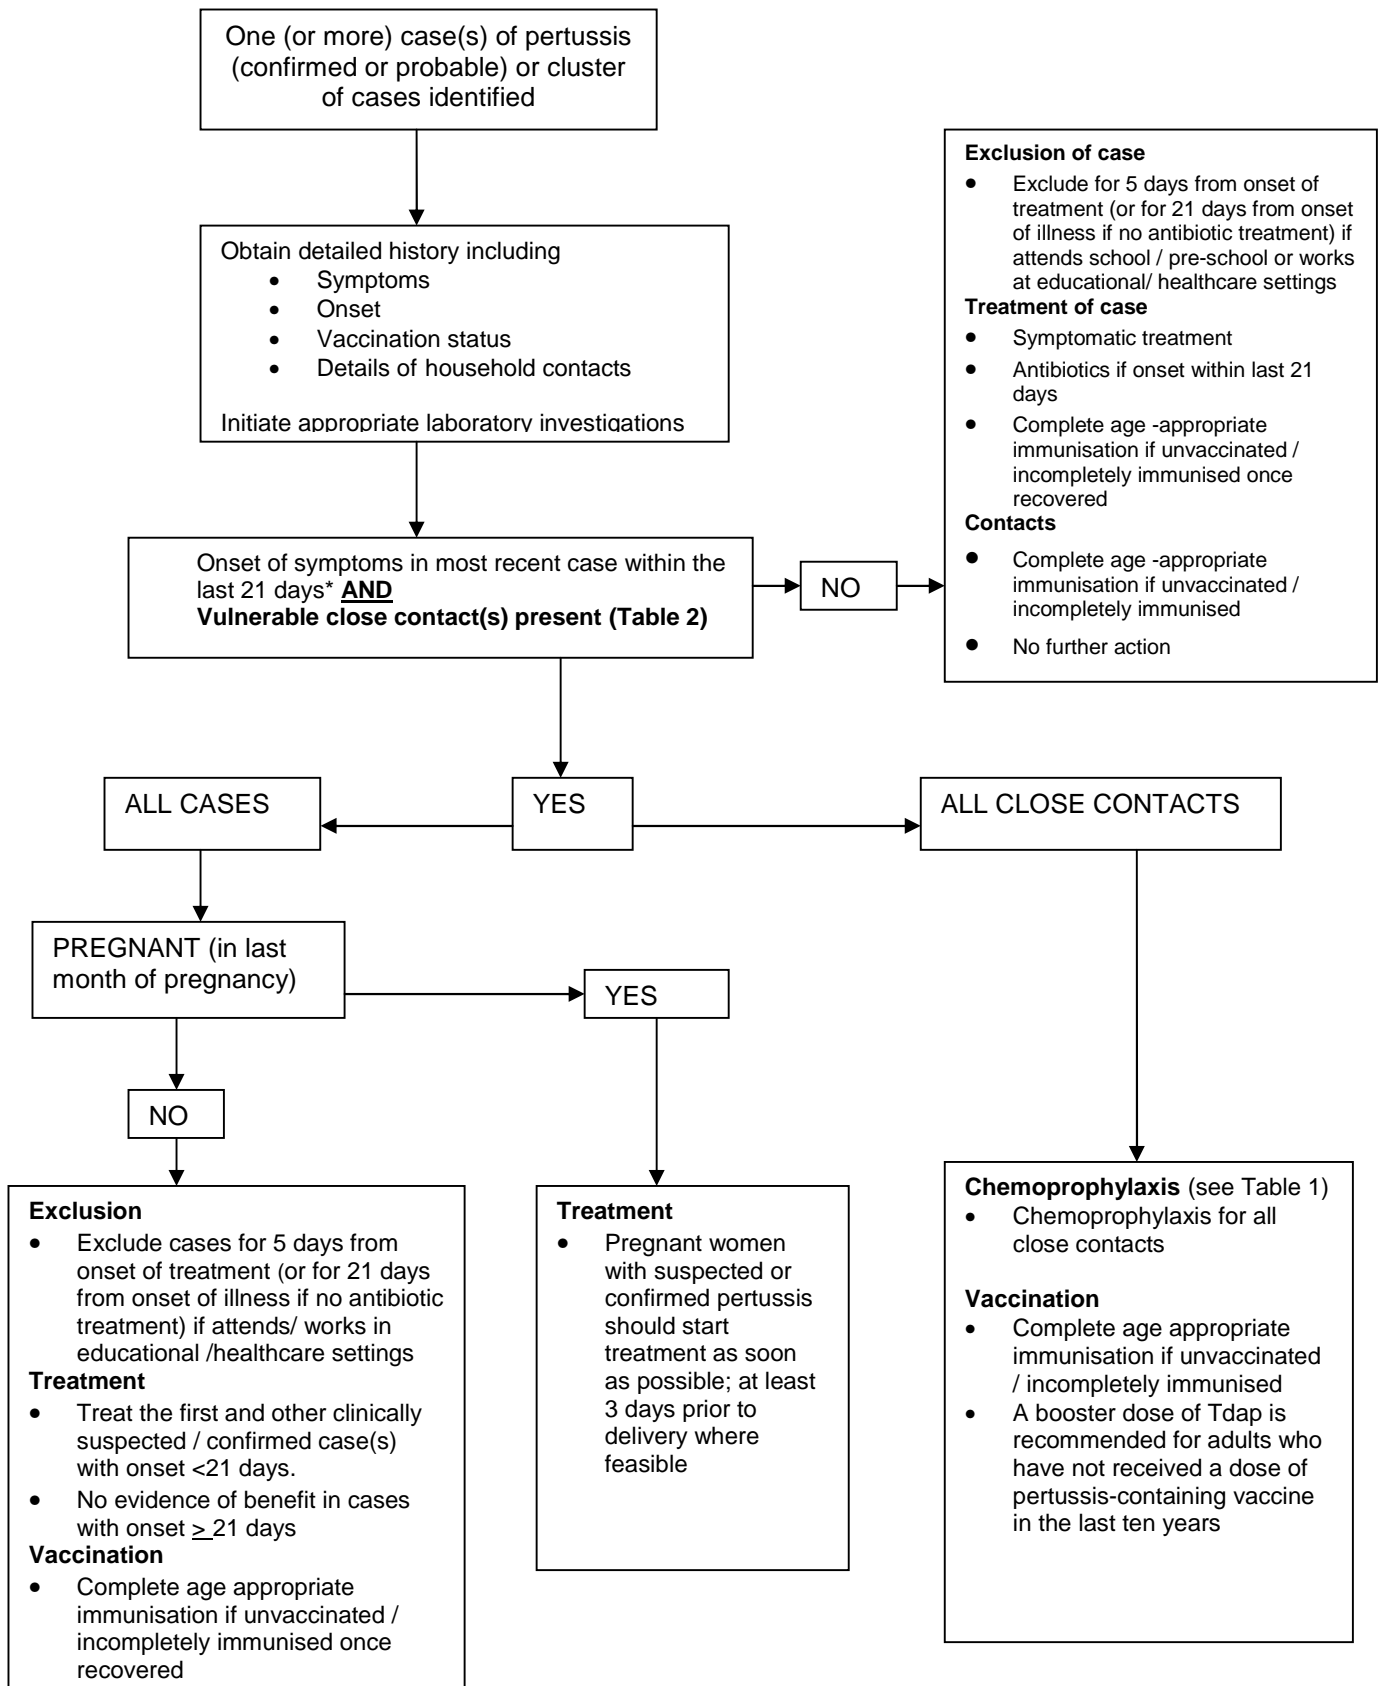 One (or more) case(s) of pertussis
(confirmed or probable) or cluster
of cases identified
Obtain detailed history including
• Symptoms
• Onset
• Vaccination status
• Details of household contacts
Initiate appropriate laboratory investigations
Exclusion of case
• Exclude for 5 days from onset of
treatment (or for 21 days from onset
of illness if no antibiotic treatment) if
attends school / pre-school or works
at educational/ healthcare settings
Treatment of case
• Symptomatic treatment
• Antibiotics if onset within last 21
days
• Complete age -appropriate
immunisation if unvaccinated /
incompletely immunised once
recovered
Contacts
• Complete age -appropriate
immunisation if unvaccinated /
incompletely immunised
• No further action
Onset of symptoms in most recent case within the
last 21 days* AND
Vulnerable close contact(s) present (Table 2)
NO
ALL CASES
YES
ALL CLOSE CONTACTS
PREGNANT (in last
month of pregnancy)
YES
NO
Exclusion
• Exclude cases for 5 days from
onset of treatment (or for 21 days
from onset of illness if no antibiotic
treatment) if attends/ works in
educational /healthcare settings
Treatment
• Treat the first and other clinically
suspected / confirmed case(s)
with onset <21 days.
• No evidence of benefit in cases
with onset > 21 days
Vaccination
• Complete age appropriate
immunisation if unvaccinated /
incompletely immunised once
recovered
Treatment
• Pregnant women
with suspected or
confirmed pertussis
should start
treatment as soon
as possible; at least
3 days prior to
delivery where
feasible
Chemoprophylaxis (see Table 1)
• Chemoprophylaxis for all
close contacts
Vaccination
• Complete age appropriate
immunisation if unvaccinated
/ incompletely immunised
• A booster dose of Tdap is
recommended for adults who
have not received a dose of
pertussis-containing vaccine
in the last ten years